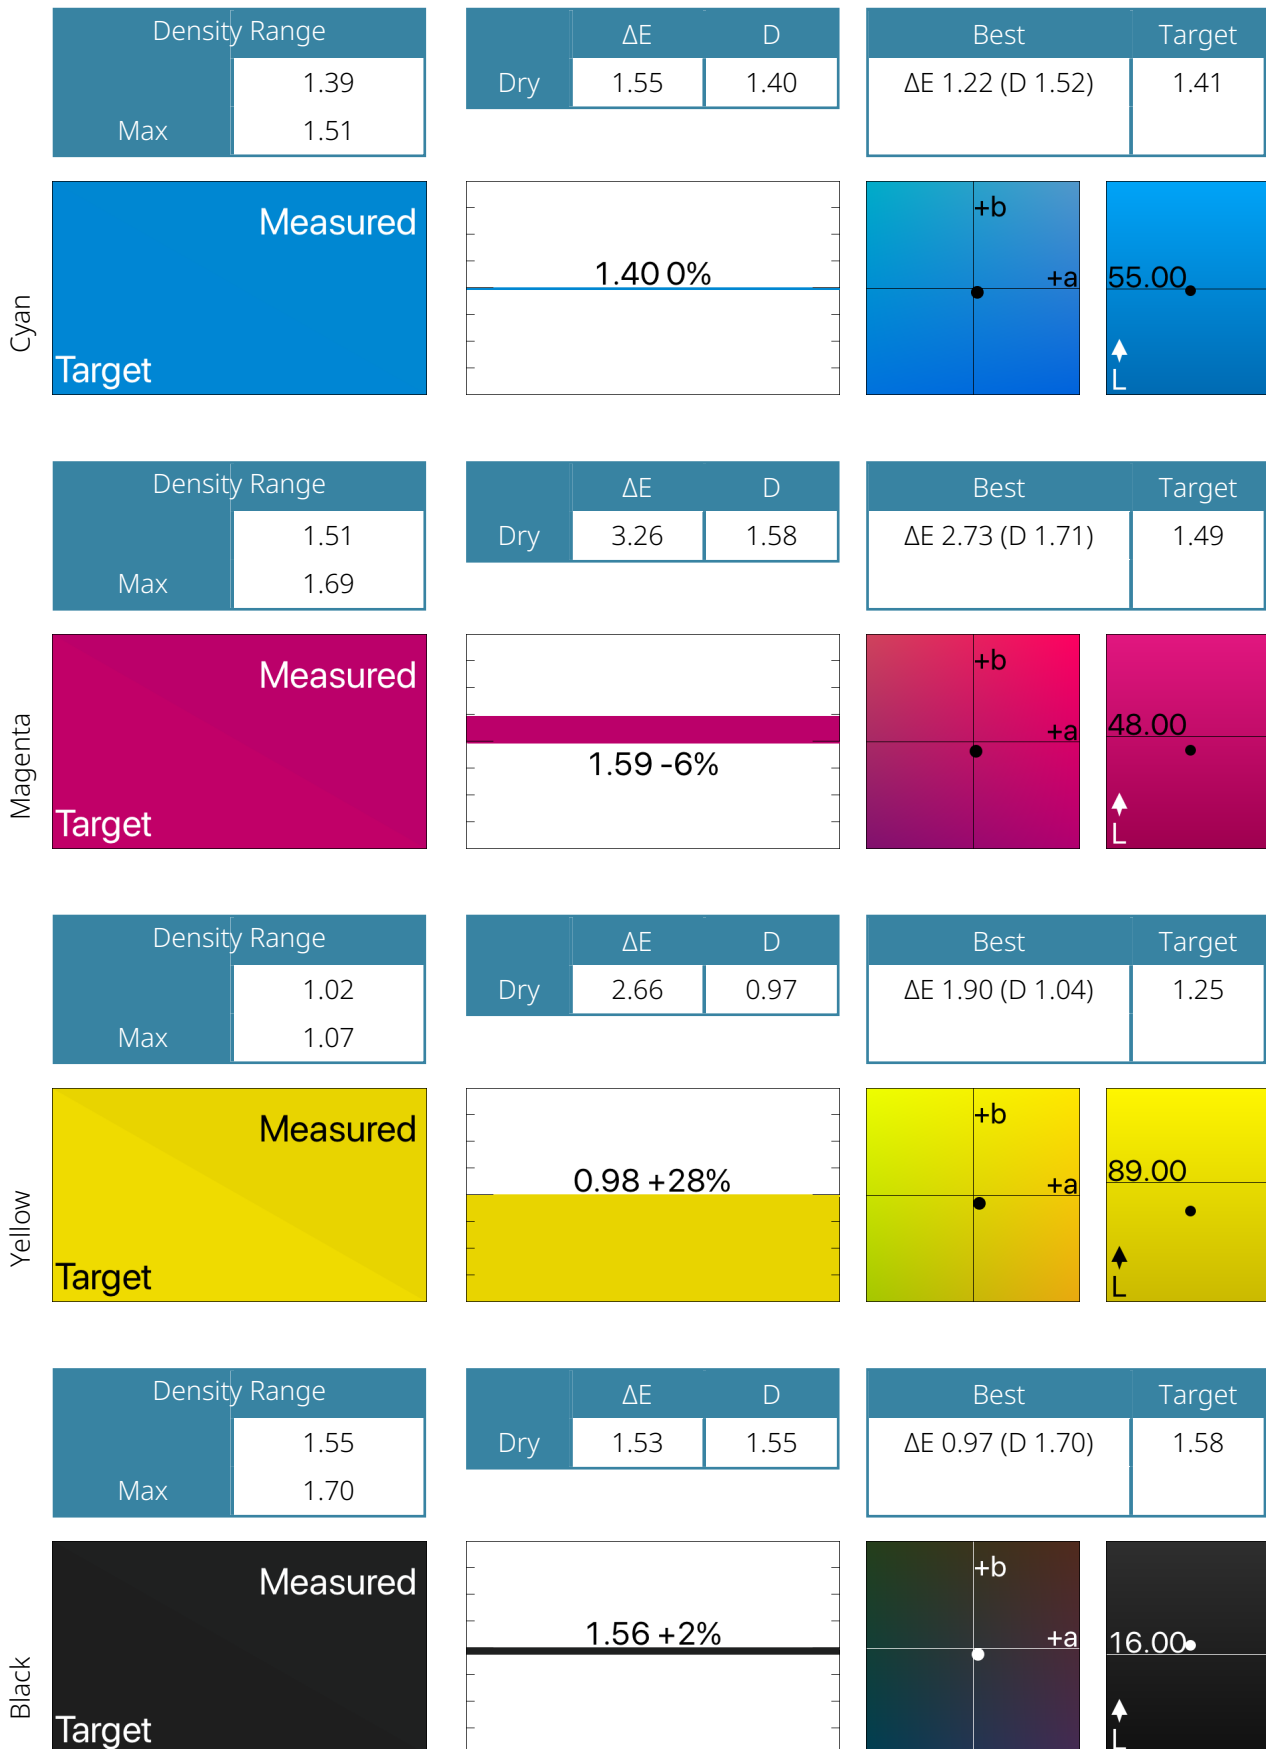 Density Range
1.39
Max 1.51
ΔE D
Dry 1.55 1.40
Best Target
ΔE 1.22 (D 1.52) 1.41
Cyan
Measured
Target
1.40 0%
+b
+a
55.00
L
Density Range
1.51
Max 1.69
ΔE D
Dry 3.26 1.58
Best Target
ΔE 2.73 (D 1.71) 1.49
Magenta
Measured
Target
1.59 -6%
+b
+a
48.00
L
Density Range
1.02
Max 1.07
ΔE D
Dry 2.66 0.97
Best Target
ΔE 1.90 (D 1.04) 1.25
Yellow
Measured
Target
0.98 +28%
+b
+a
89.00
L
Density Range
1.55
Max 1.70
ΔE D
Dry 1.53 1.55
Best Target
ΔE 0.97 (D 1.70) 1.58
Black
Measured
Target
1.56 +2%
+b
+a
16.00
L